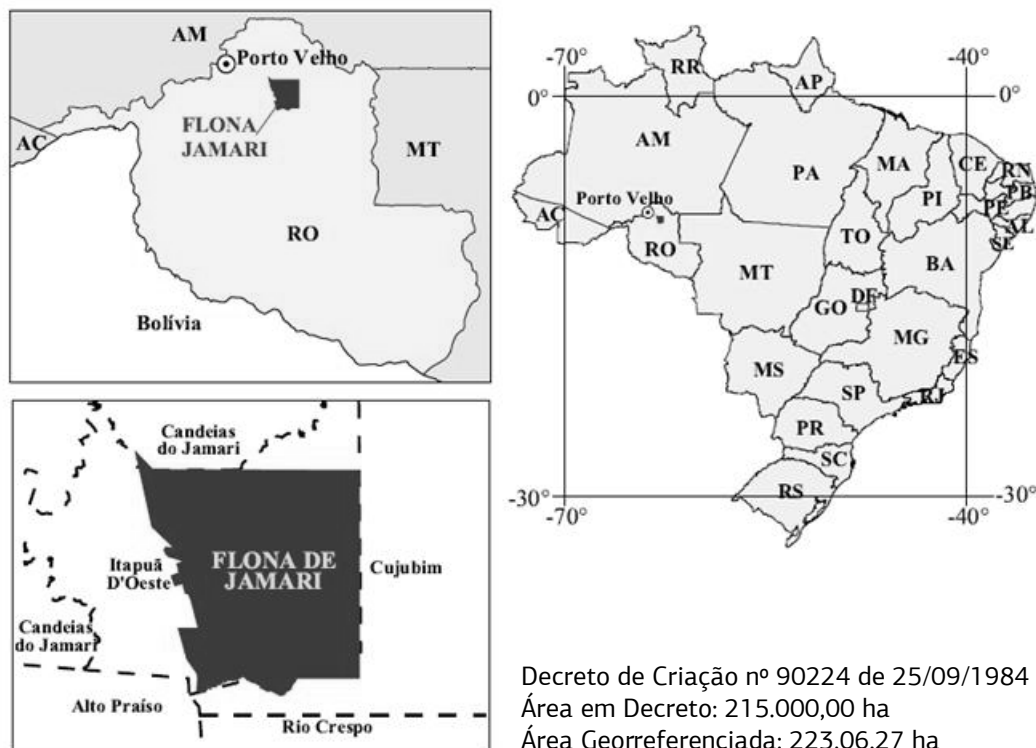 AM
Porto Velho
FLONA
JAMARI
AC
MT
RO
Bolívia
Candeias
do Jamari
Itapuã
D'Oeste
FLONA DE
JAMARI
Cujubim
Candeias
do Jamari
Alto Praíso
Rio Crespo
-70°
-40°
RR
AP
0°
0°
AM
PA
MA
CE
RN
PB
PI
PE
AL
SE
Porto Velho
AC
RO
TO
BA
MT
GO
DF
MG
ES
MS
SP
RJ
PR
SC
RS
-30°
-30°
-70°
-40°
Decreto de Criação nº 90224 de 25/09/1984
Área em Decreto: 215.000,00 ha
Área Georreferenciada: 223.06,27 ha